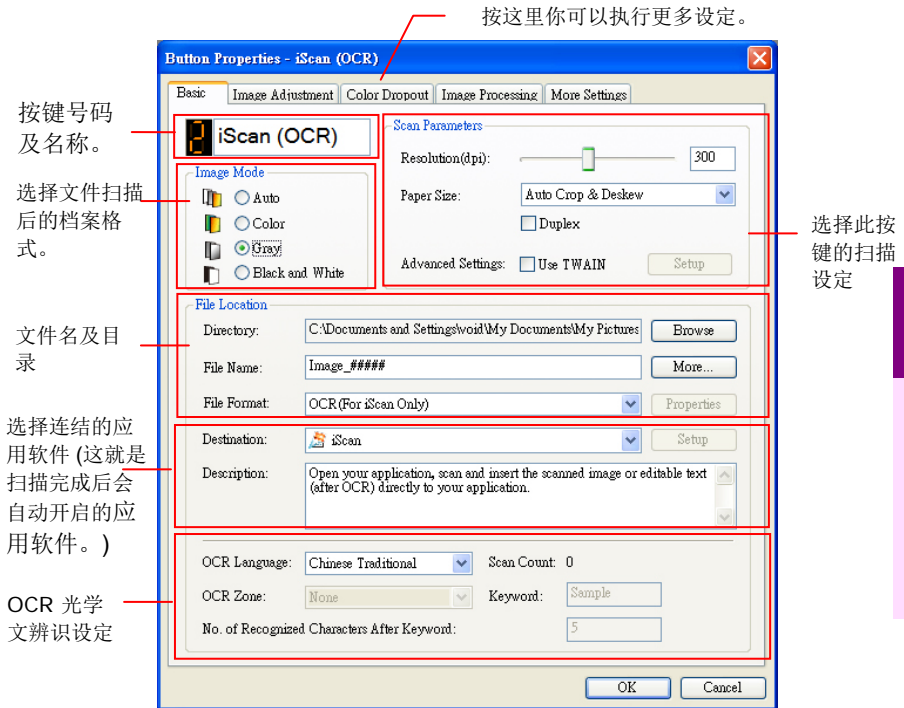 按这里你可以执行更多设定。
Button Properties - iScan (OCR)
Basic Image Adjustment Color Dropout Image Processing More Settings
按键号码
及名称。
2 iScan (OCR)
Scan Parameters
Resolution(dpi): 300
Paper Size: Auto Crop & Deskew
Duplex
Advanced Settings: Use TWAIN Setup
选择此按
键的扫描
设定
选择文件扫描
后的档案格
式。
Image Mode
Auto
Color
Gray
Black and White
文件名及目
录
File Location
Directory: C:\Documents and Settings\void\My Documents\My Pictures Browse
File Name: Image_##### More...
File Format: OCR(For iScan Only) Properties
选择连结的应
用软件 (这就是
扫描完成后会
自动开启的应
用软件。)
Destination: iScan Setup
Description: Open your application, scan and insert the scanned image or editable text
(after OCR) directly to your application.
OCR 光学
文辨识设定
OCR Language: Chinese Traditional Scan Count: 0
OCR Zone: None Keyword: Sample
No. of Recognized Characters After Keyword: 5
OK Cancel